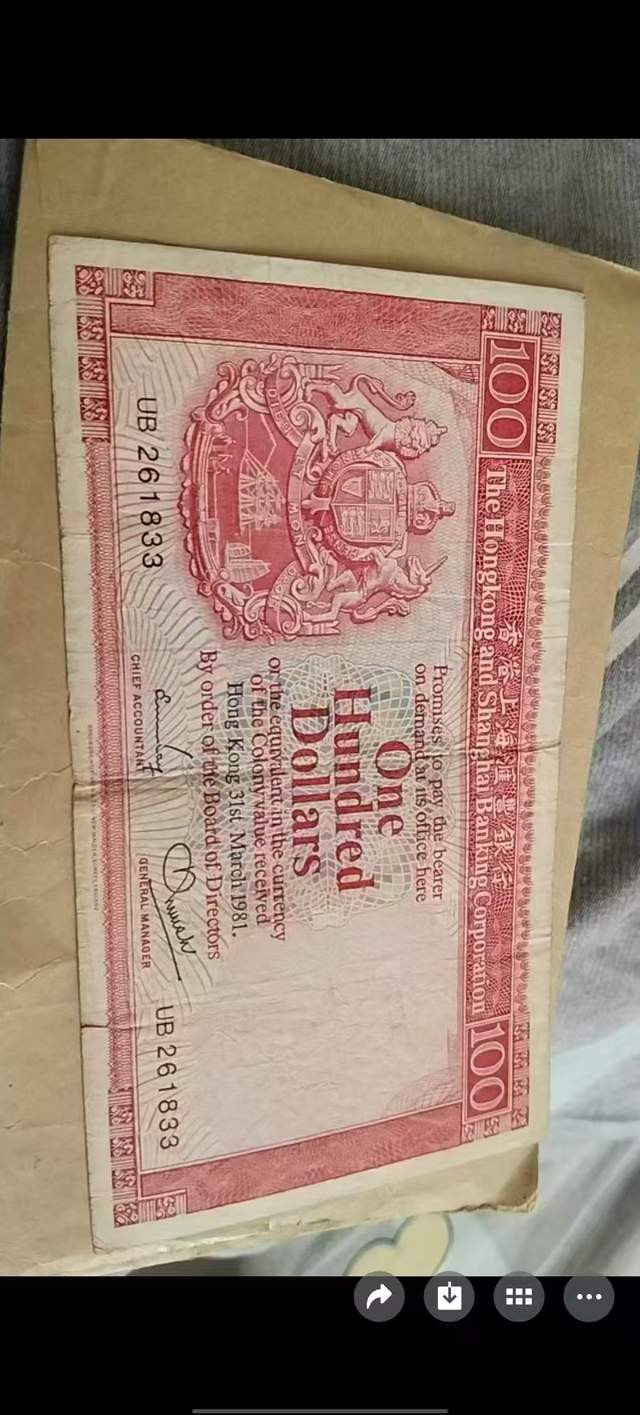 香港上海滙豐銀行
100 The Hongkong and Shanghai Banking Corporation 100
Promises to pay the bearer
on demand at its office here
One
Hundred
Dollars
or the equivalent in the currency
of the Colony value received
Hong Kong 31st March 1981.
By order of the Board of Directors
UB 261833
CHIEF ACCOUNTANT
GENERAL MANAGER
UB 261833